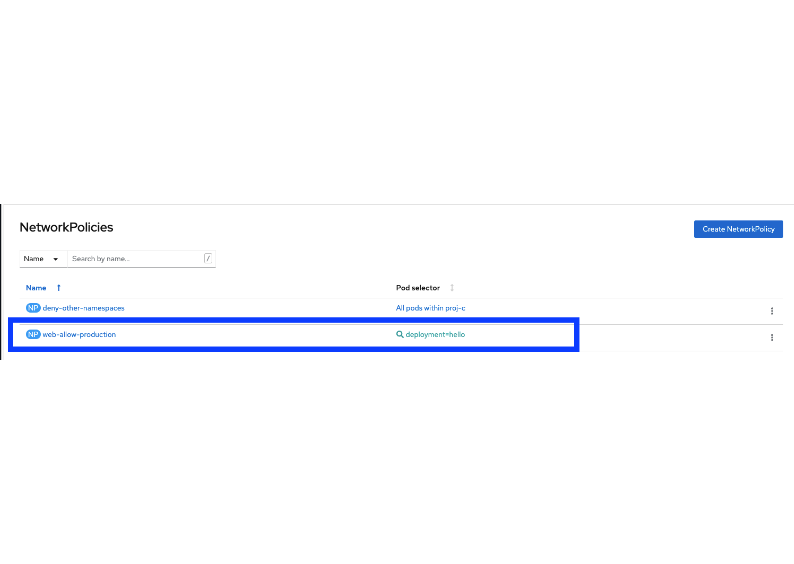 NetworkPolicies
Create NetworkPolicy
Name Search by name... /
Name Pod selector
NP deny-other-namespaces All pods within proj-c
NP web-allow-production deployment=hello